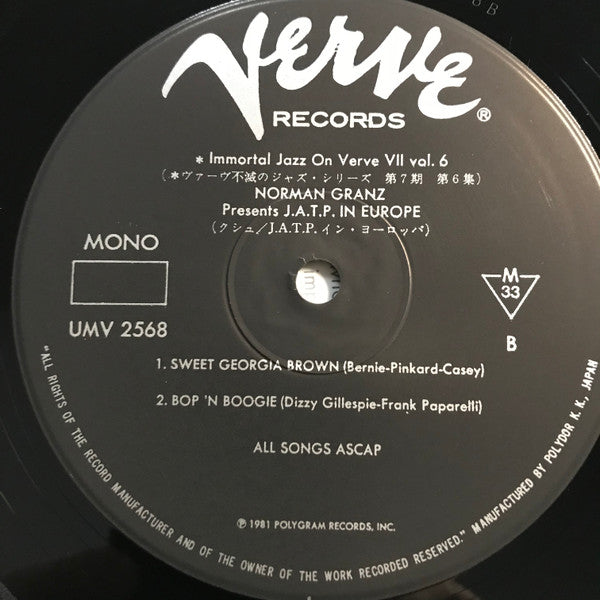 Verve®
RECORDS
* Immortal Jazz On Verve VII vol. 6
(*ヴァーヴ不滅のジャズ・シリーズ 第7期 第6集)
NORMAN GRANZ
Presents J.A.T.P. IN EUROPE
(クシュ/J.A.T.P. イン・ヨーロッパ)
MONO
UMV 2568
M
33
B
1. SWEET GEORGIA BROWN (Bernie-Pinkard-Casey)
2. BOP 'N BOOGIE (Dizzy Gillespie-Frank Paparelli)
ALL SONGS ASCAP
℗ 1981 POLYGRAM RECORDS, INC.
"ALL RIGHTS OF THE RECORD MANUFACTURER AND OF THE OWNER OF THE WORK RECORDED RESERVED." MANUFACTURED BY POLYDOR K. K., JAPAN